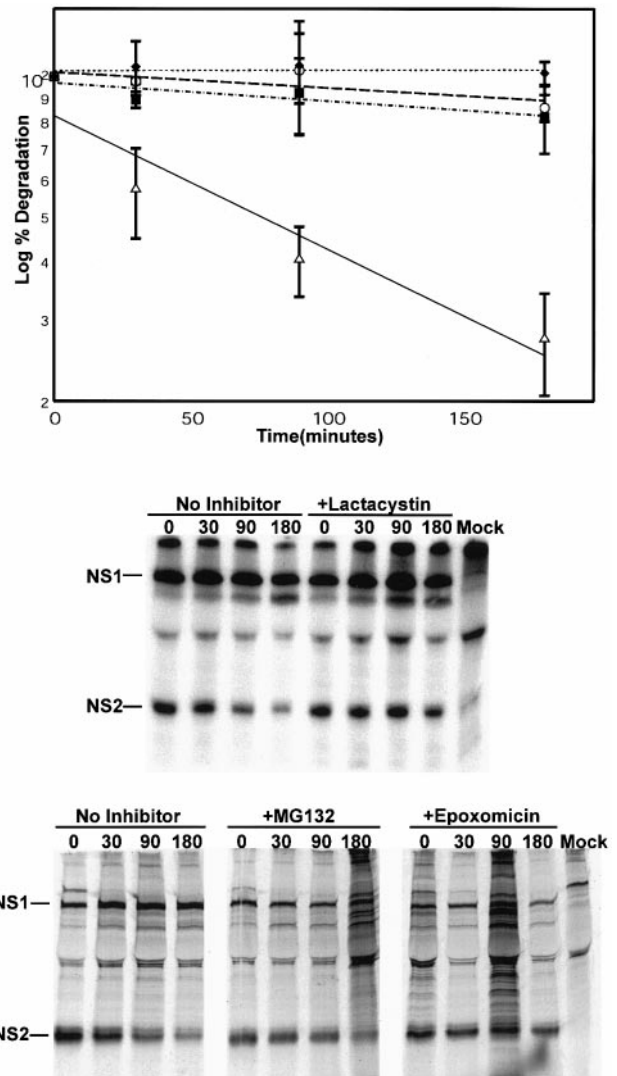 10²
9
8
7
6
5
4
3
2
0 50 100 150
Log % Degradation
Time(minutes)
No Inhibitor +Lactacystin
0 30 90 180 0 30 90 180 Mock
NS1
NS2
No Inhibitor +MG132 +Epoxomicin
0 30 90 180 0 30 90 180 0 30 90 180 Mock
NS1
NS2